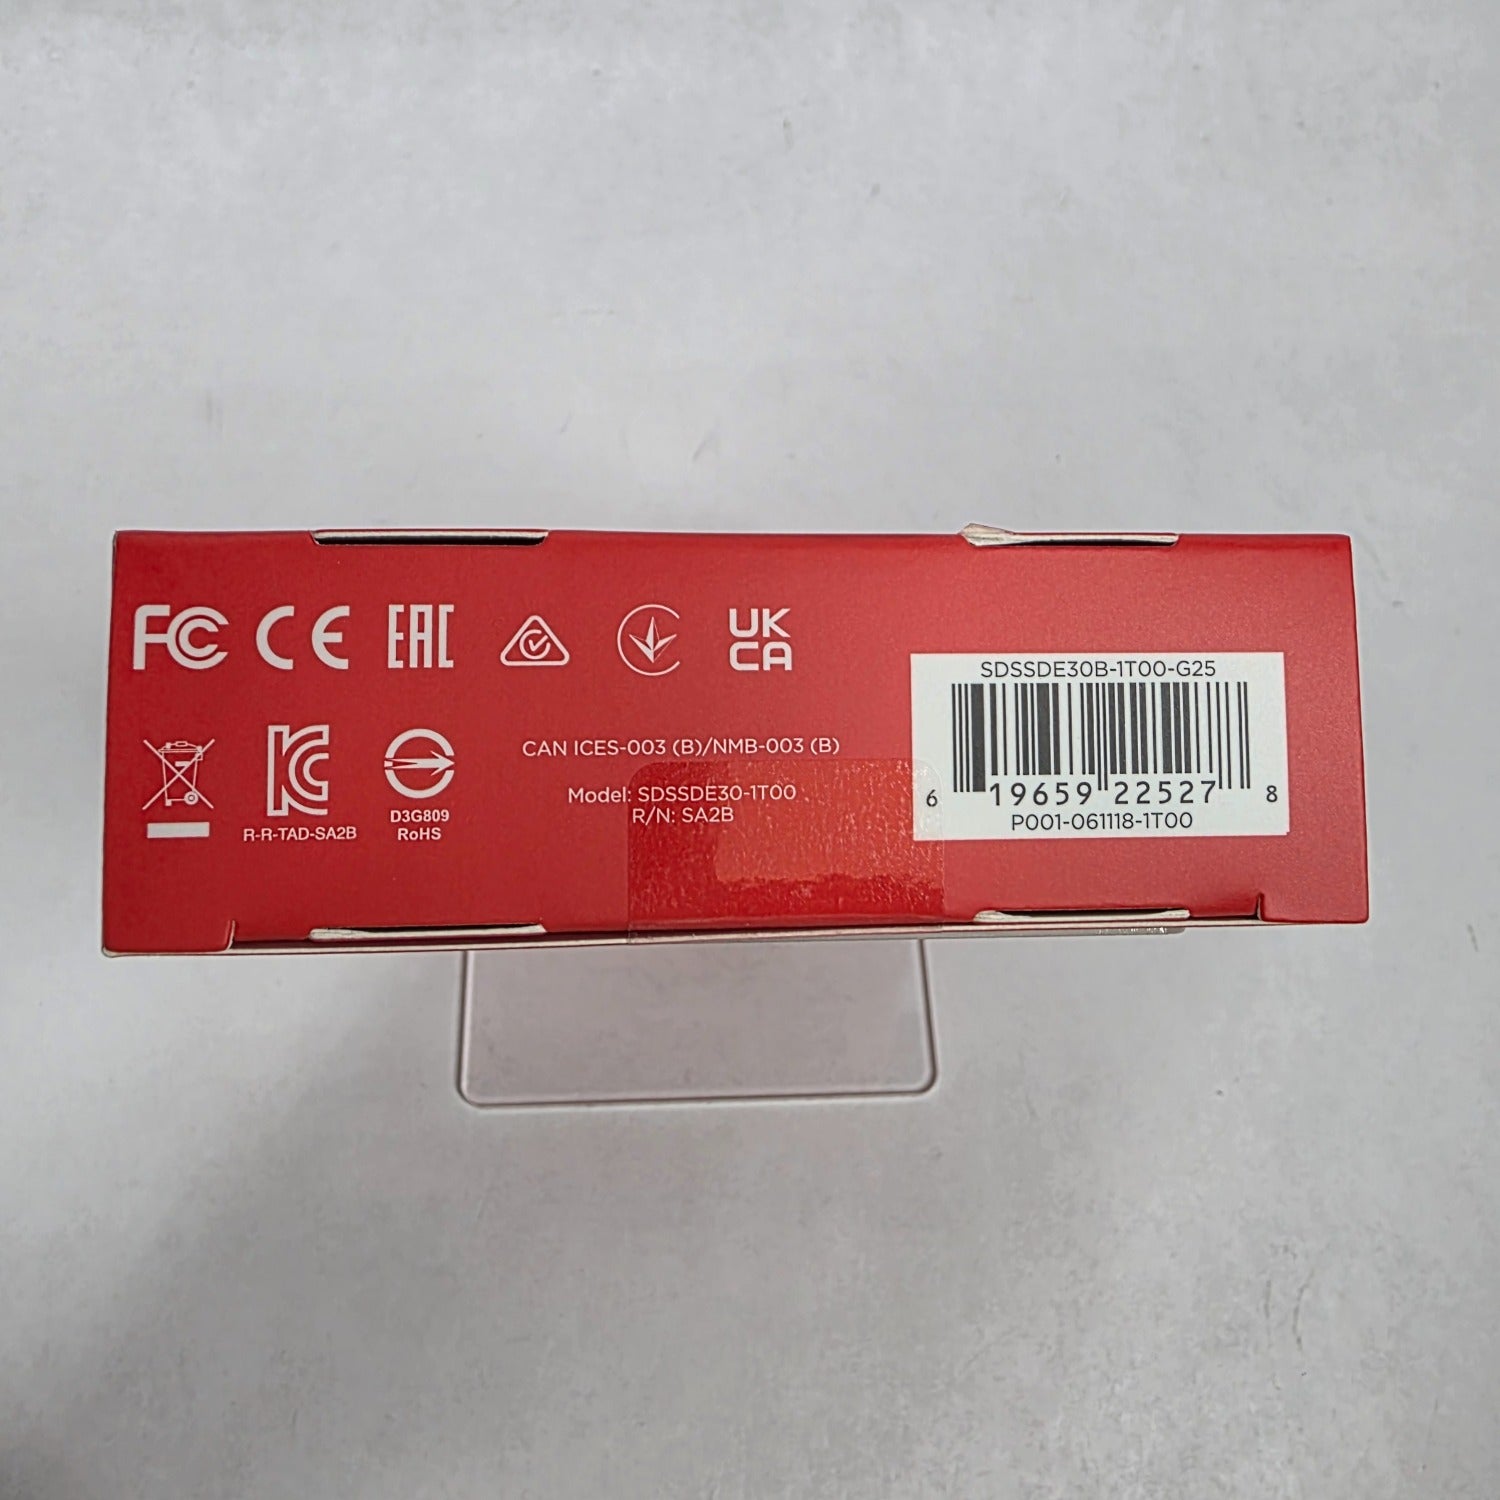 FC CE EAC
UK
CA
SDSSDE30B-1T00-G25
6 19659 22527 8
P001-061118-1T00
CAN ICES-003 (B)/NMB-003 (B)
Model: SDSSDE30-1T00
R/N: SA2B
R-R-TAD-SA2B
D3G809
RoHS